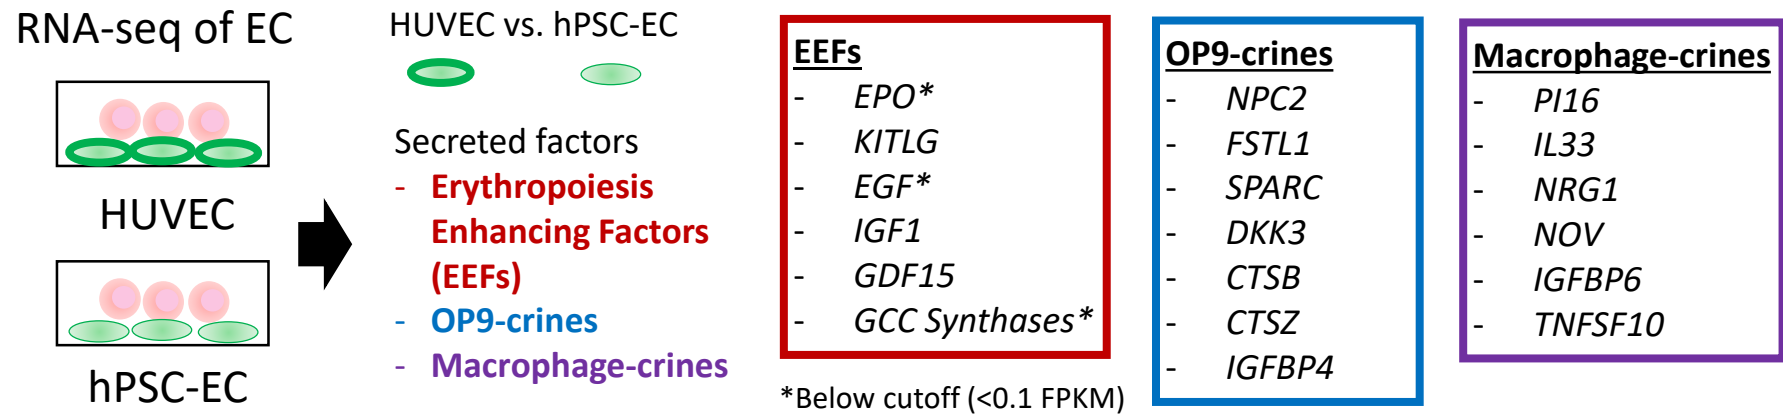 RNA-seq of EC
HUVEC
hPSC-EC
HUVEC vs. hPSC-EC
Secreted factors
- Erythropoiesis
Enhancing Factors
(EEFs)
- OP9-crines
- Macrophage-crines
EEFs
- EPO*
- KITLG
- EGF*
- IGF1
- GDF15
- GCC Synthases*
*Below cutoff (<0.1 FPKM)
OP9-crines
- NPC2
- FSTL1
- SPARC
- DKK3
- CTSB
- CTSZ
- IGFBP4
Macrophage-crines
- PI16
- IL33
- NRG1
- NOV
- IGFBP6
- TNFSF10